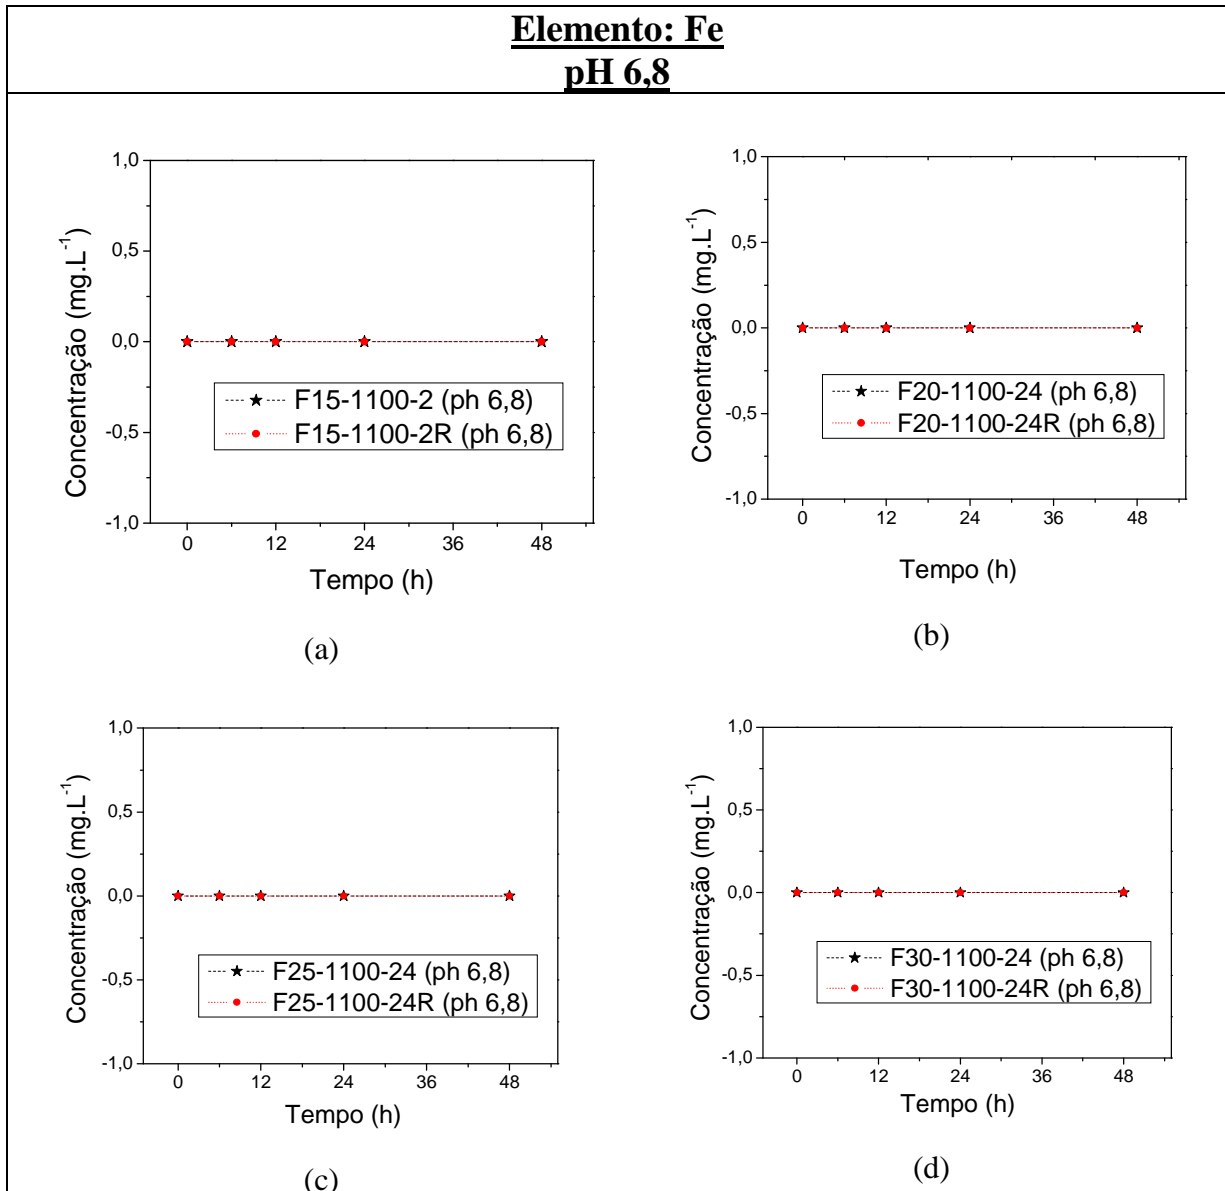 Elemento: Fe
pH 6,8
1,0
0,5
0,0
-0,5
-1,0
Concentração (mg.L⁻¹)
F15-1100-2 (ph 6,8)
F15-1100-2R (ph 6,8)
0 12 24 36 48
Tempo (h)
(a)
1,0
0,5
0,0
-0,5
-1,0
Concentração (mg.L⁻¹)
F20-1100-24 (ph 6,8)
F20-1100-24R (ph 6,8)
0 12 24 36 48
Tempo (h)
(b)
1,0
0,5
0,0
-0,5
-1,0
Concentração (mg.L⁻¹)
F25-1100-24 (ph 6,8)
F25-1100-24R (ph 6,8)
0 12 24 36 48
Tempo (h)
(c)
1,0
0,5
0,0
-0,5
-1,0
Concentração (mg.L⁻¹)
F30-1100-24 (ph 6,8)
F30-1100-24R (ph 6,8)
0 12 24 36 48
Tempo (h)
(d)